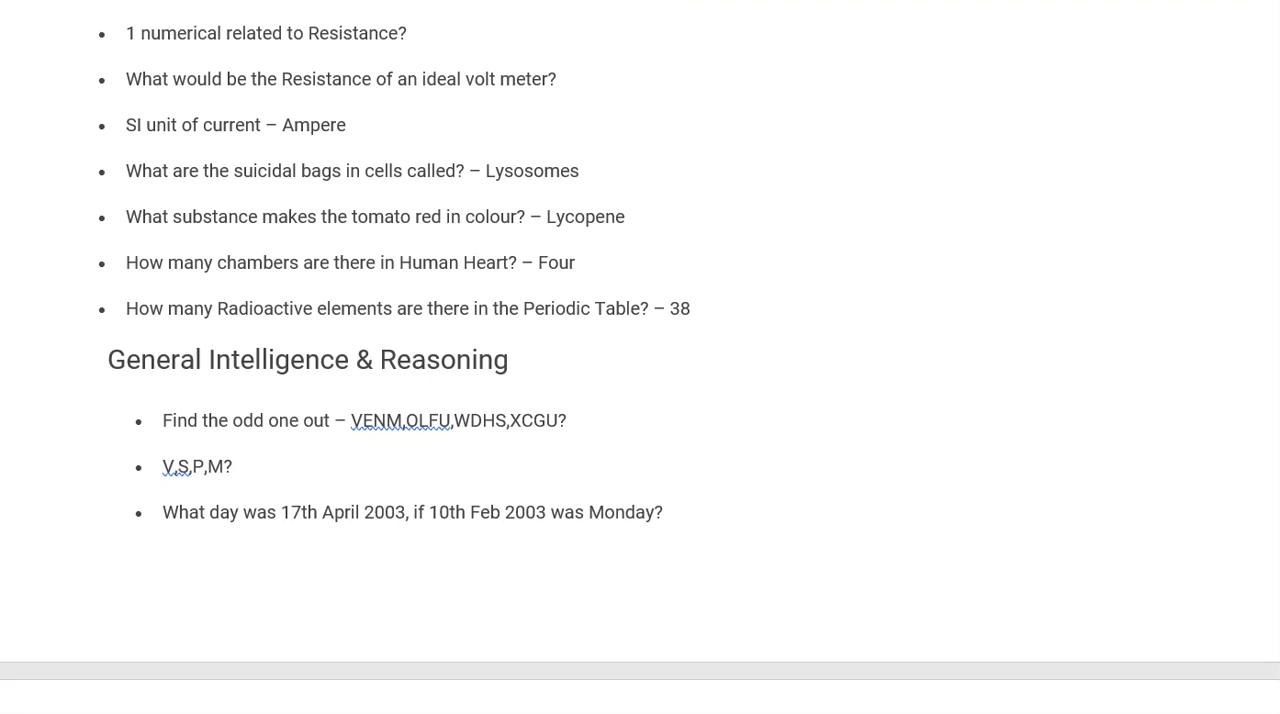 • 1 numerical related to Resistance?
• What would be the Resistance of an ideal volt meter?
• SI unit of current – Ampere
• What are the suicidal bags in cells called? – Lysosomes
• What substance makes the tomato red in colour? – Lycopene
• How many chambers are there in Human Heart? – Four
• How many Radioactive elements are there in the Periodic Table? – 38
General Intelligence & Reasoning
• Find the odd one out – VENM,OLFU,WDHS,XCGU?
• V,S,P,M?
• What day was 17th April 2003, if 10th Feb 2003 was Monday?